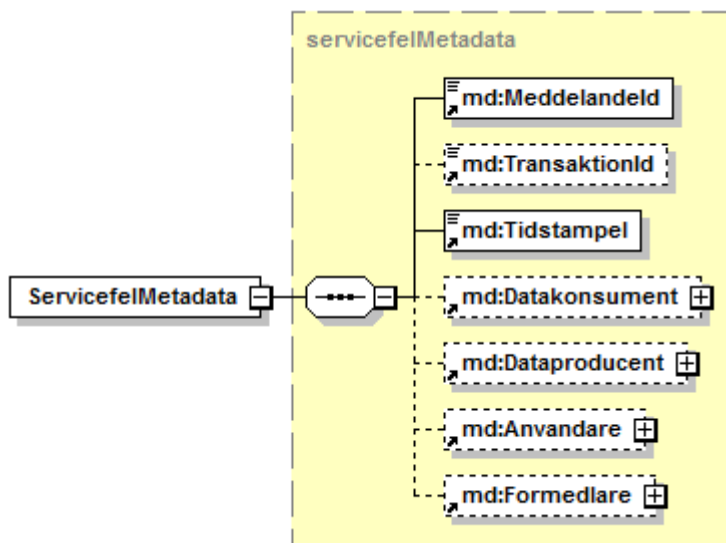 servicefelMetadata
md:MeddelandeId
md:TransaktionId
md:Tidstampel
ServicefelMetadata
md:Datakonsument
md:Dataproducent
md:Anvandare
md:Formedlare